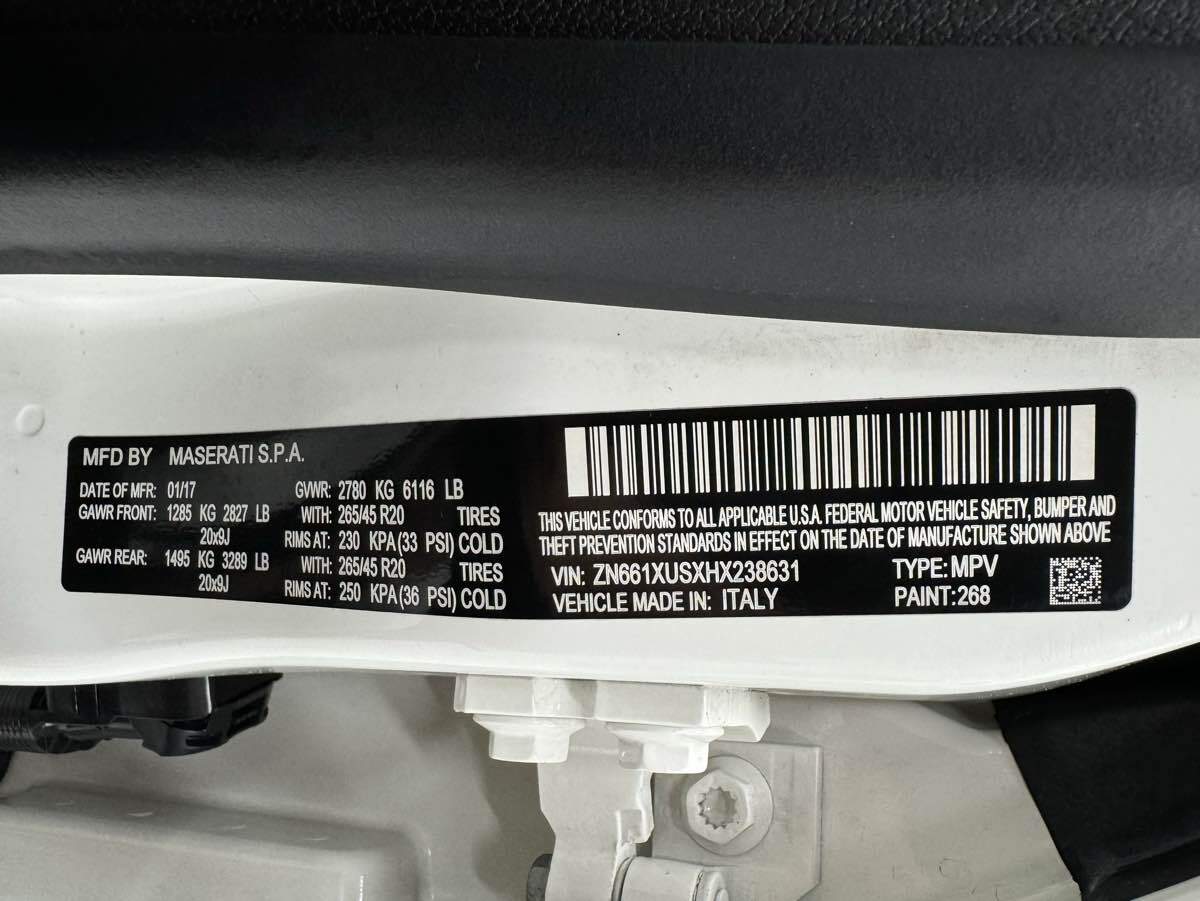 MFD BY MASERATI S.P.A.
DATE OF MFR: 01/17 GVWR: 2780 KG 6116 LB
GAWR FRONT: 1285 KG 2827 LB WITH: 265/45 R20 TIRES
20x9J RIMS AT: 230 KPA(33 PSI) COLD
GAWR REAR: 1495 KG 3289 LB WITH: 265/45 R20 TIRES
20x9J RIMS AT: 250 KPA(36 PSI) COLD
THIS VEHICLE CONFORMS TO ALL APPLICABLE U.S.A. FEDERAL MOTOR VEHICLE SAFETY, BUMPER AND
THEFT PREVENTION STANDARDS IN EFFECT ON THE DATE OF MANUFACTURE SHOWN ABOVE
VIN: ZN661XUSXHX238631 TYPE: MPV
VEHICLE MADE IN: ITALY PAINT: 268